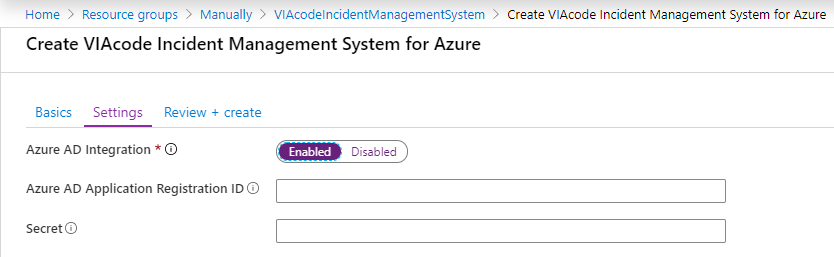 Home > Resource groups > Manually > VIAcodeIncidentManagementSystem > Create VIAcode Incident Management System for Azure
Create VIAcode Incident Management System for Azure
Basics Settings Review + create
Azure AD Integration * Enabled Disabled
Azure AD Application Registration ID
Secret